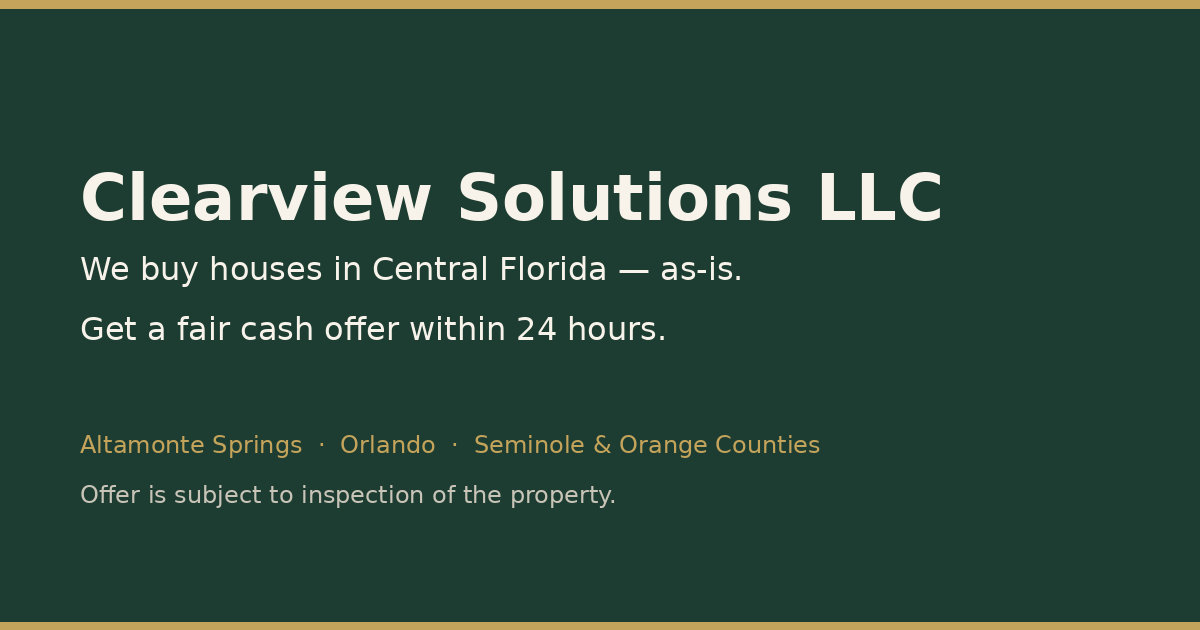 Clearview Solutions LLC
We buy houses in Central Florida — as-is.
Get a fair cash offer within 24 hours.
Altamonte Springs · Orlando · Seminole & Orange Counties
Offer is subject to inspection of the property.